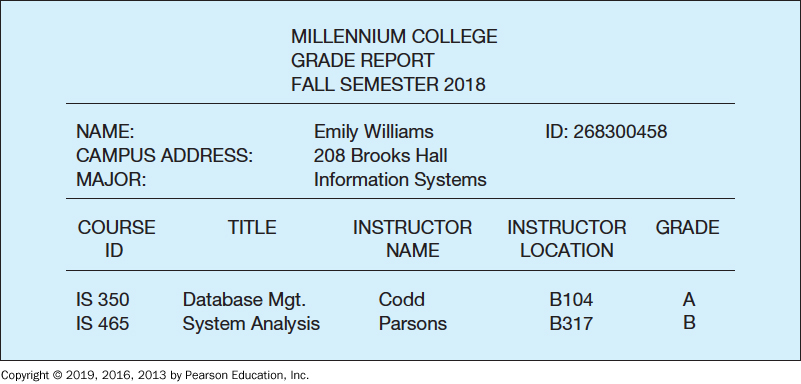 MILLENNIUM COLLEGE
GRADE REPORT
FALL SEMESTER 2018
NAME: Emily Williams ID: 268300458
CAMPUS ADDRESS: 208 Brooks Hall
MAJOR: Information Systems
COURSE TITLE INSTRUCTOR INSTRUCTOR GRADE
ID NAME LOCATION
IS 350 Database Mgt. Codd B104 A
IS 465 System Analysis Parsons B317 B
Copyright © 2019, 2016, 2013 by Pearson Education, Inc.